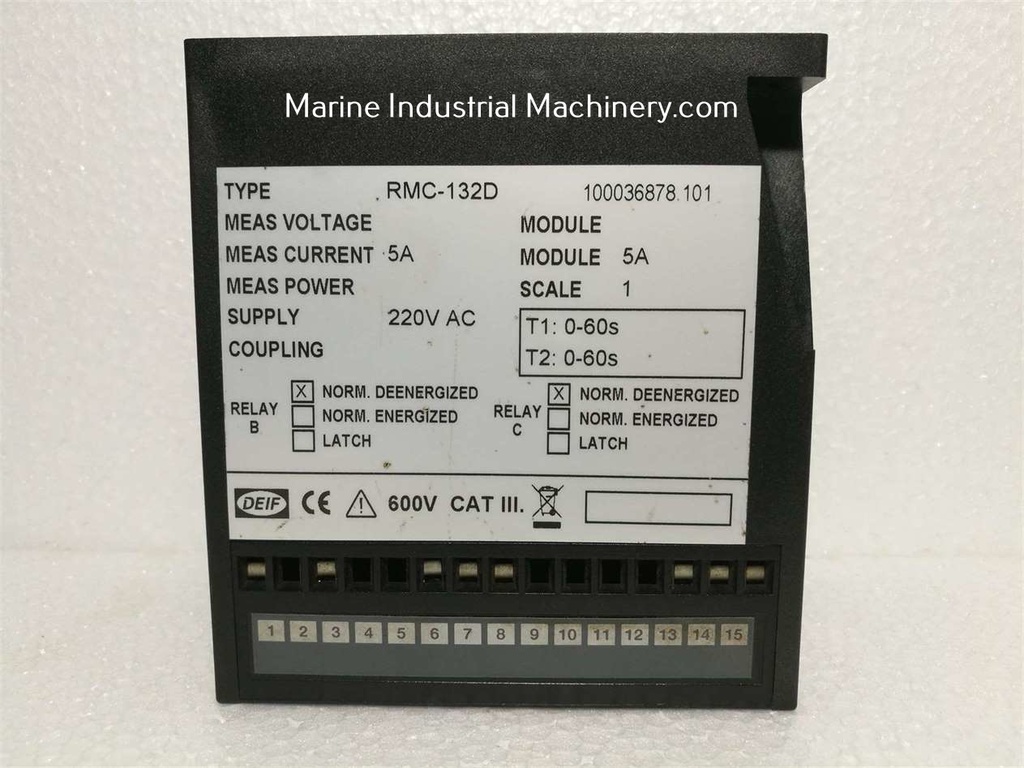 Marine Industrial Machinery.com
TYPE RMC-132D 100036878.101
MEAS VOLTAGE MODULE
MEAS CURRENT 5A MODULE 5A
MEAS POWER SCALE 1
SUPPLY 220V AC T1: 0-60s
COUPLING T2: 0-60s
RELAY B
X NORM. DEENERGIZED
NORM. ENERGIZED
LATCH
RELAY C
X NORM. DEENERGIZED
NORM. ENERGIZED
LATCH
DEIF CE 600V CAT III.
1 2 3 4 5 6 7 8 9 10 11 12 13 14 15